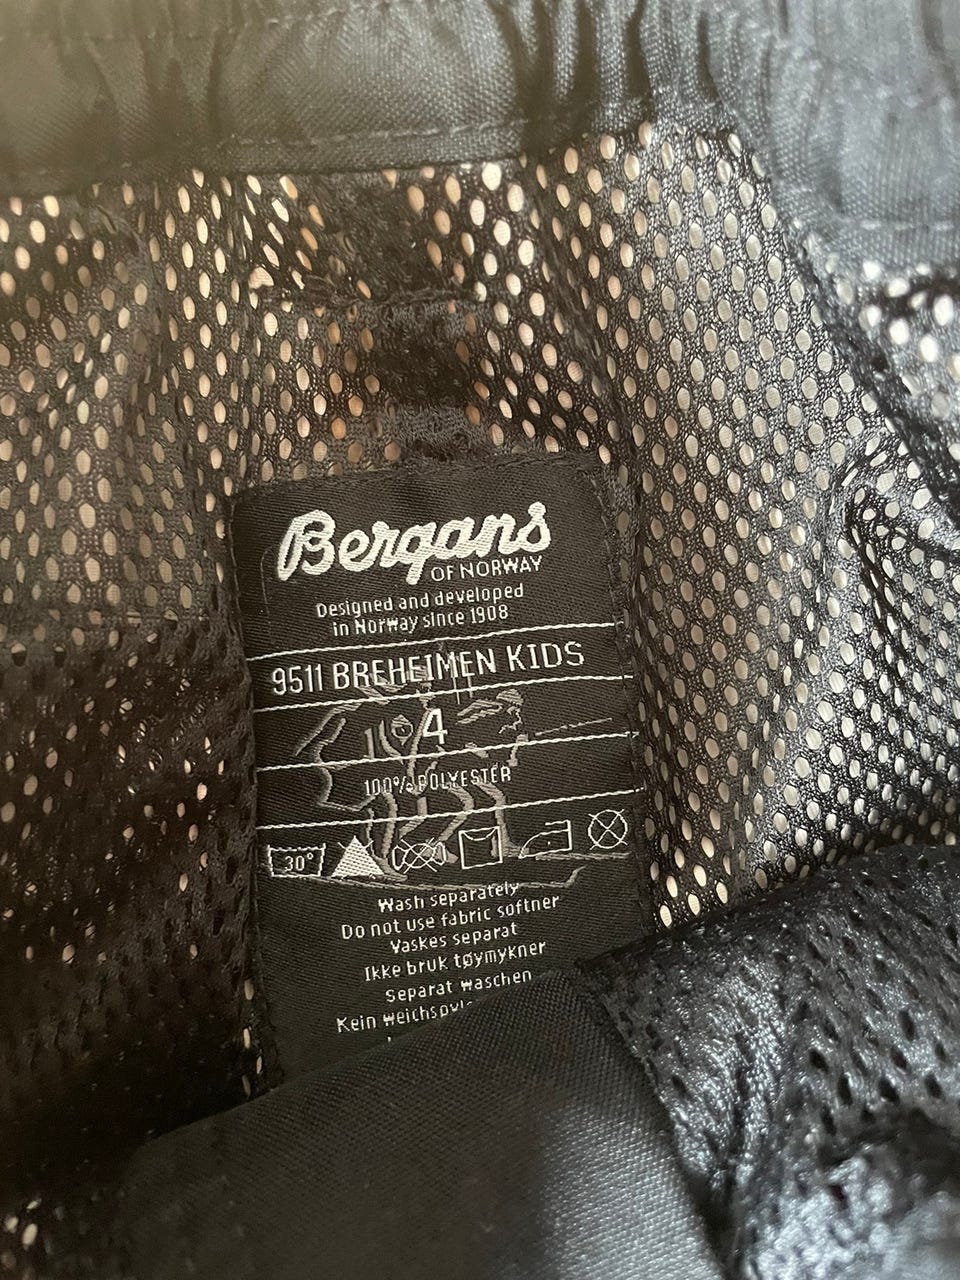 Bergans
OF NORWAY
Designed and developed
in Norway since 1908
9511 BREHEIMEN KIDS
4
100% POLYESTER
30°
Wash separately
Do not use fabric softner
Vaskes separat
Ikke bruk tøymykner
Separat waschen
Kein